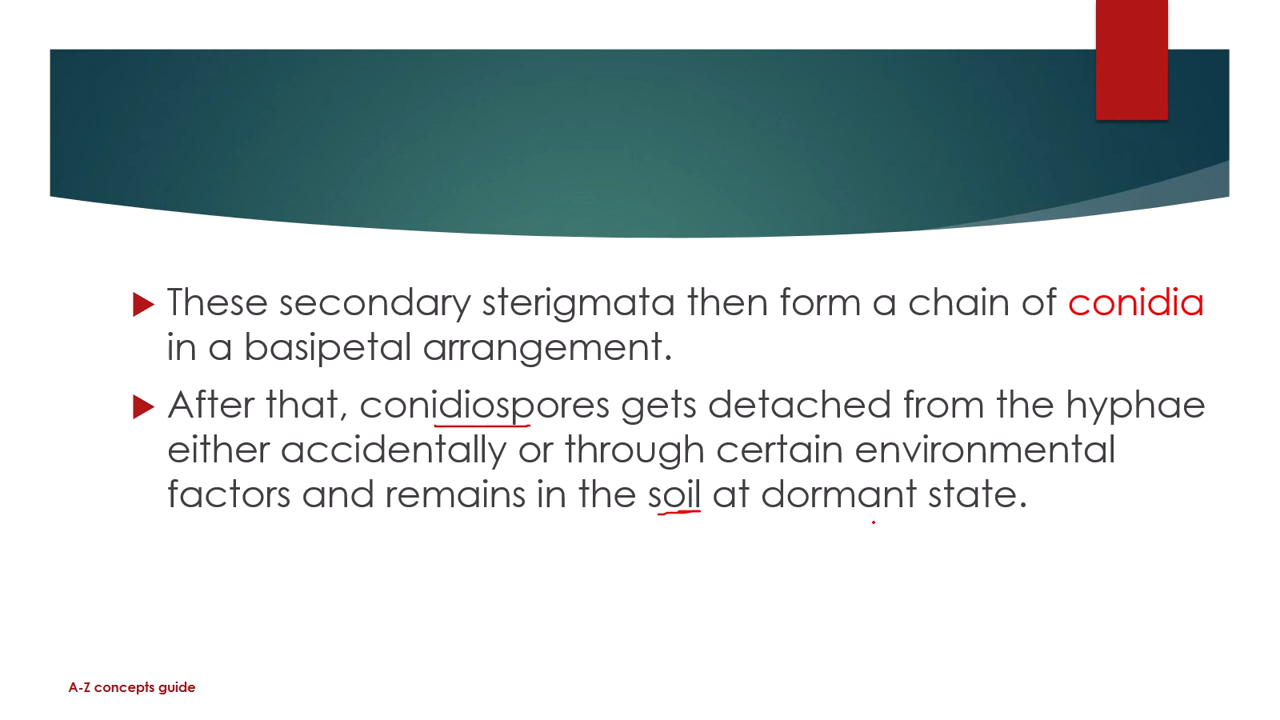 These secondary sterigmata then form a chain of conidia
in a basipetal arrangement.
After that, conidiospores gets detached from the hyphae
either accidentally or through certain environmental
factors and remains in the soil at dormant state.
A-Z concepts guide